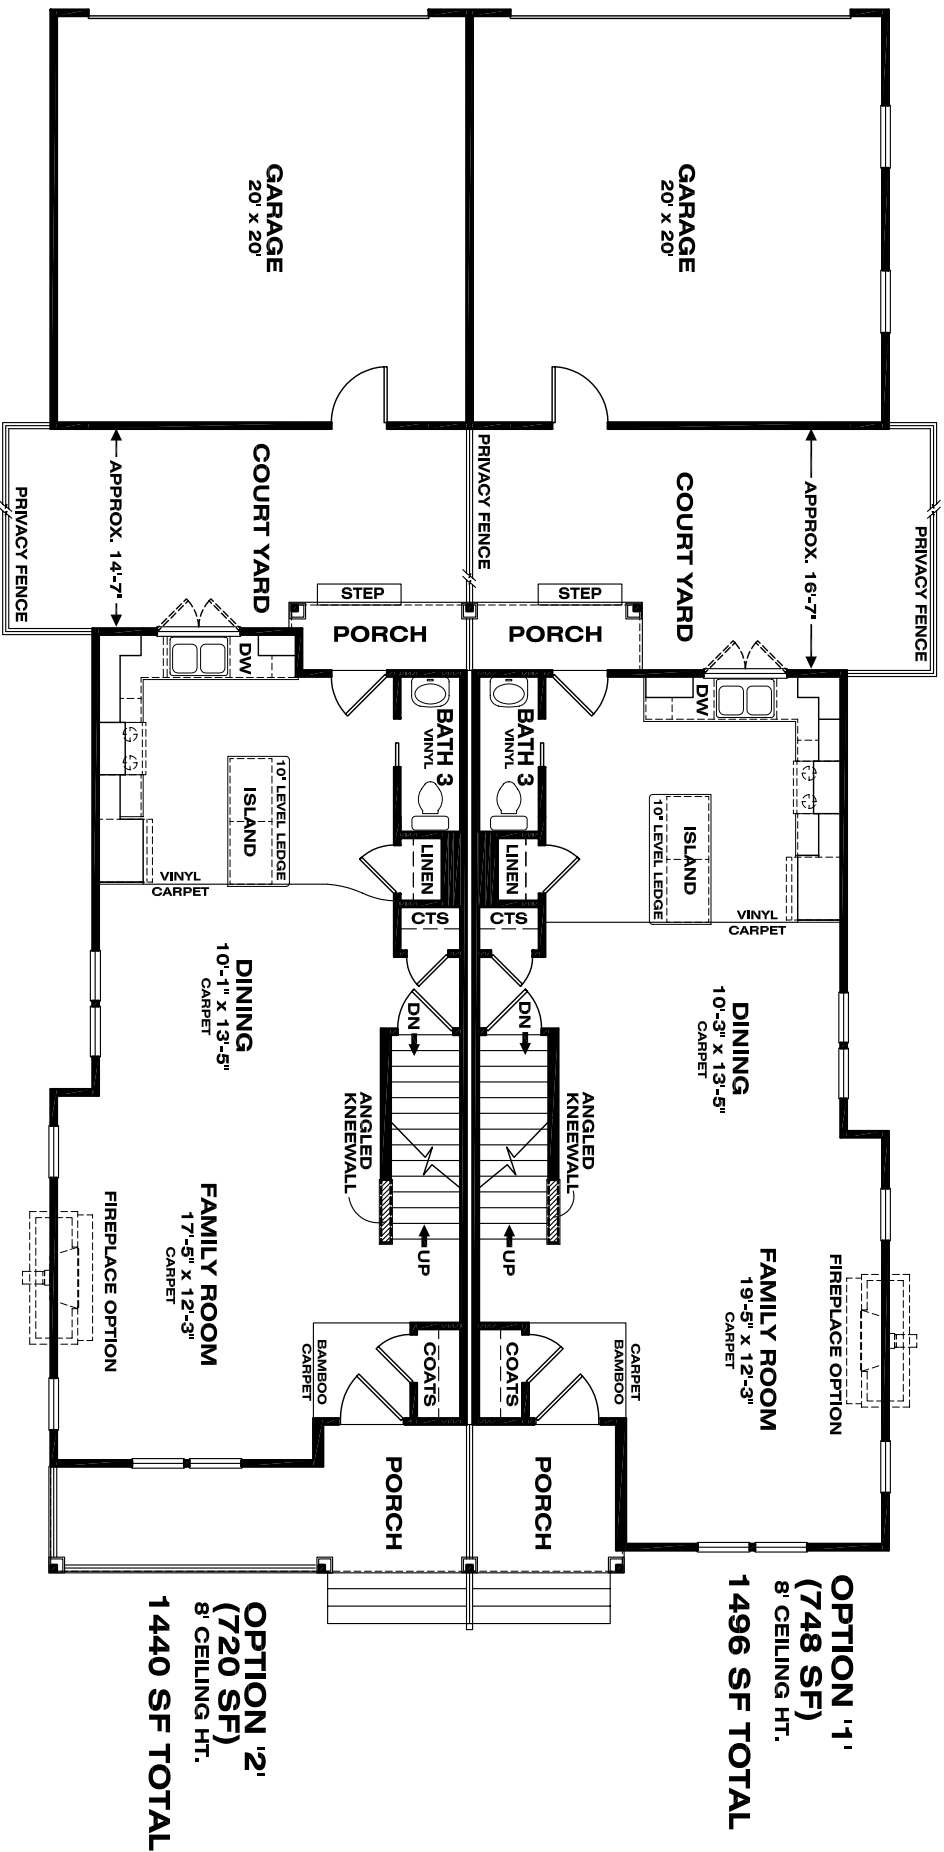 GARAGE
20' x 20'
GARAGE
20' x 20'
PRIVACY FENCE
APPROX. 16'-7"
COURT YARD
PRIVACY FENCE
COURT YARD
APPROX. 14'-7"
PRIVACY FENCE
STEP
PORCH
STEP
PORCH
DW
BATH 3
VINYL
LINEN
CTS
ISLAND
10" LEVEL LEDGE
VINYL
CARPET
DW
BATH 3
VINYL
LINEN
CTS
10" LEVEL LEDGE
ISLAND
VINYL
CARPET
DINING
10'-3" x 13'-5"
CARPET
DN
ANGLED
KNEEWALL
UP
DINING
10'-1" x 13'-5"
CARPET
DN
ANGLED
KNEEWALL
UP
FIREPLACE OPTION
FAMILY ROOM
19'-5" x 12'-3"
CARPET
CARPET
BAMBOO
COATS
PORCH
FAMILY ROOM
17'-5" x 12'-3"
CARPET
FIREPLACE OPTION
BAMBOO
CARPET
COATS
PORCH
OPTION '1'
(748 SF)
8' CEILING HT.
1496 SF TOTAL
OPTION '2'
(720 SF)
8' CEILING HT.
1440 SF TOTAL